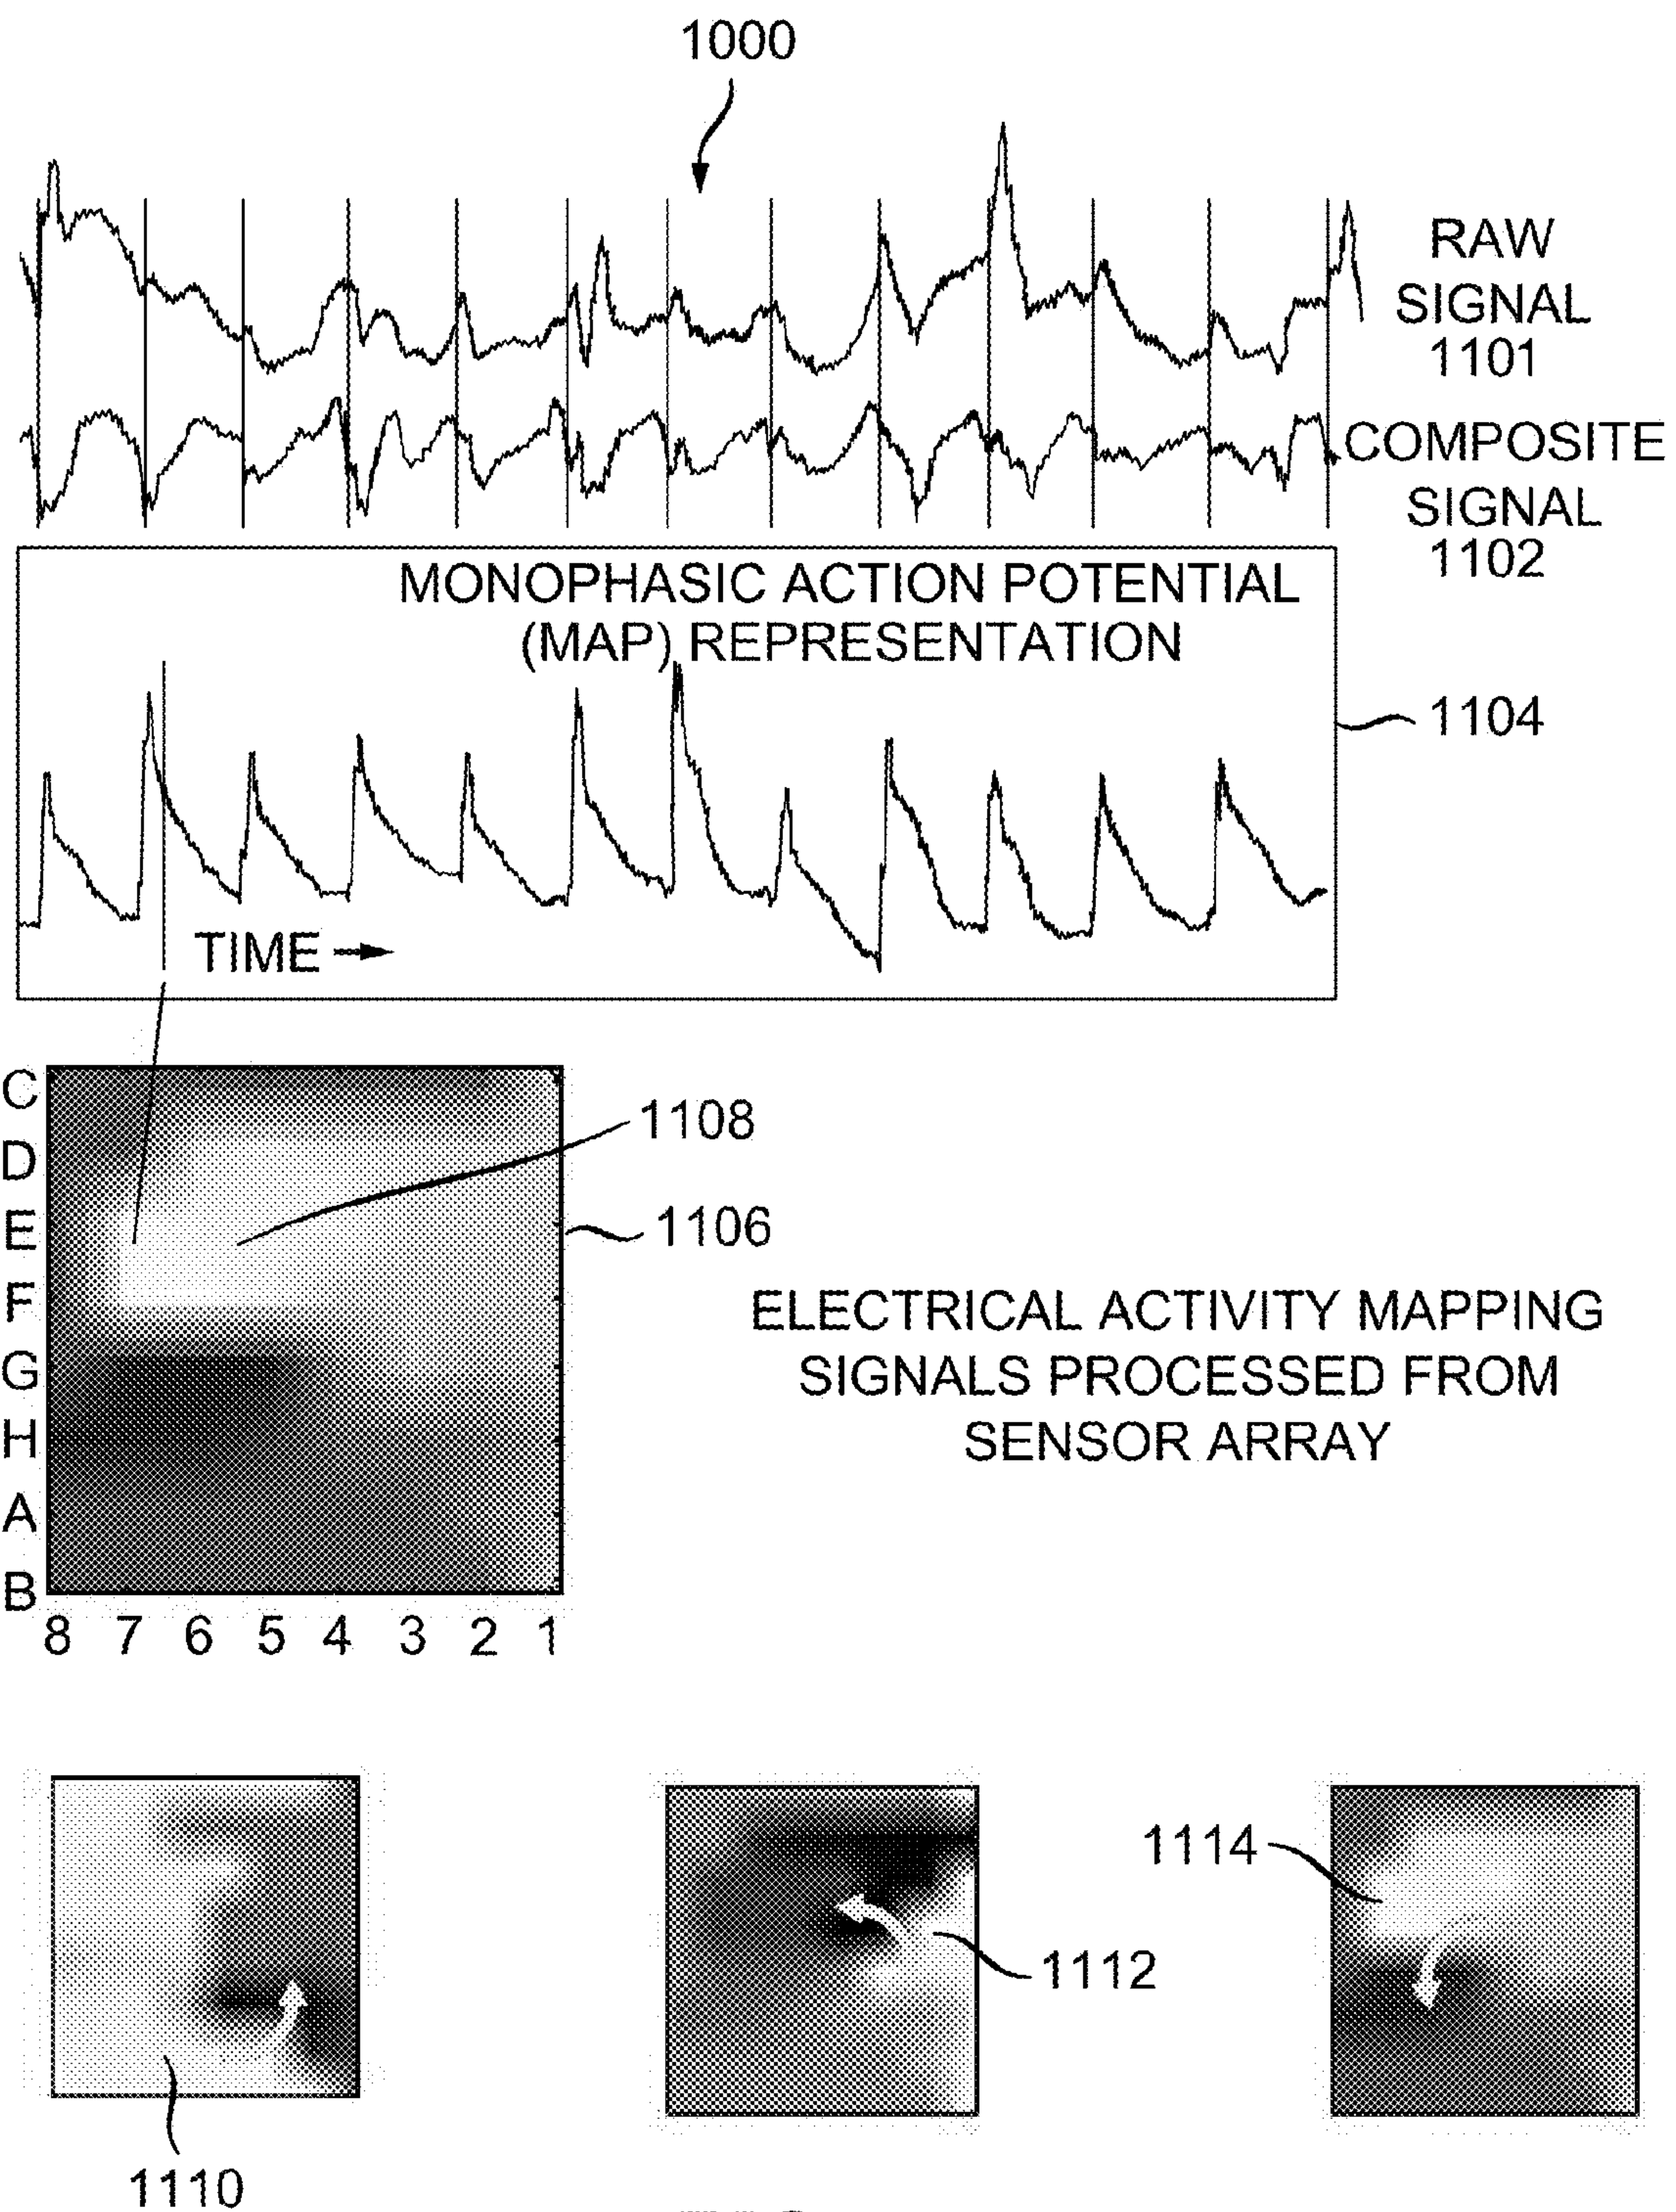 1000
RAW
SIGNAL
1101
COMPOSITE
SIGNAL
1102
MONOPHASIC ACTION POTENTIAL
(MAP) REPRESENTATION
1104
TIME
C
D
E
F
G
H
A
B
8 7 6 5 4 3 2 1
1108
1106
ELECTRICAL ACTIVITY MAPPING
SIGNALS PROCESSED FROM
SENSOR ARRAY
1110
1112
1114